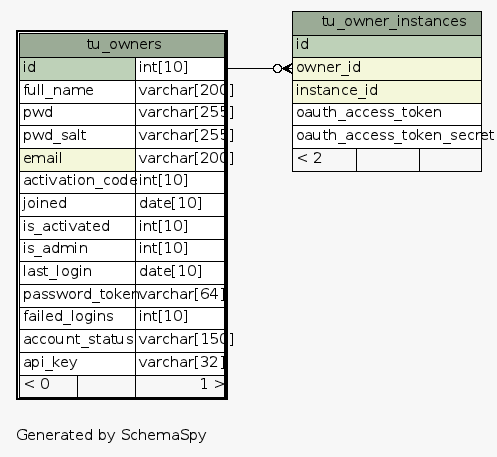 tu_owners
id int[10]
full_name varchar[200]
pwd varchar[255]
pwd_salt varchar[255]
email varchar[200]
activation_code int[10]
joined date[10]
is_activated int[10]
is_admin int[10]
last_login date[10]
password_token varchar[64]
failed_logins int[10]
account_status varchar[150]
api_key varchar[32]
< 0 1 >
tu_owner_instances
id
owner_id
instance_id
oauth_access_token
oauth_access_token_secret
< 2
Generated by SchemaSpy